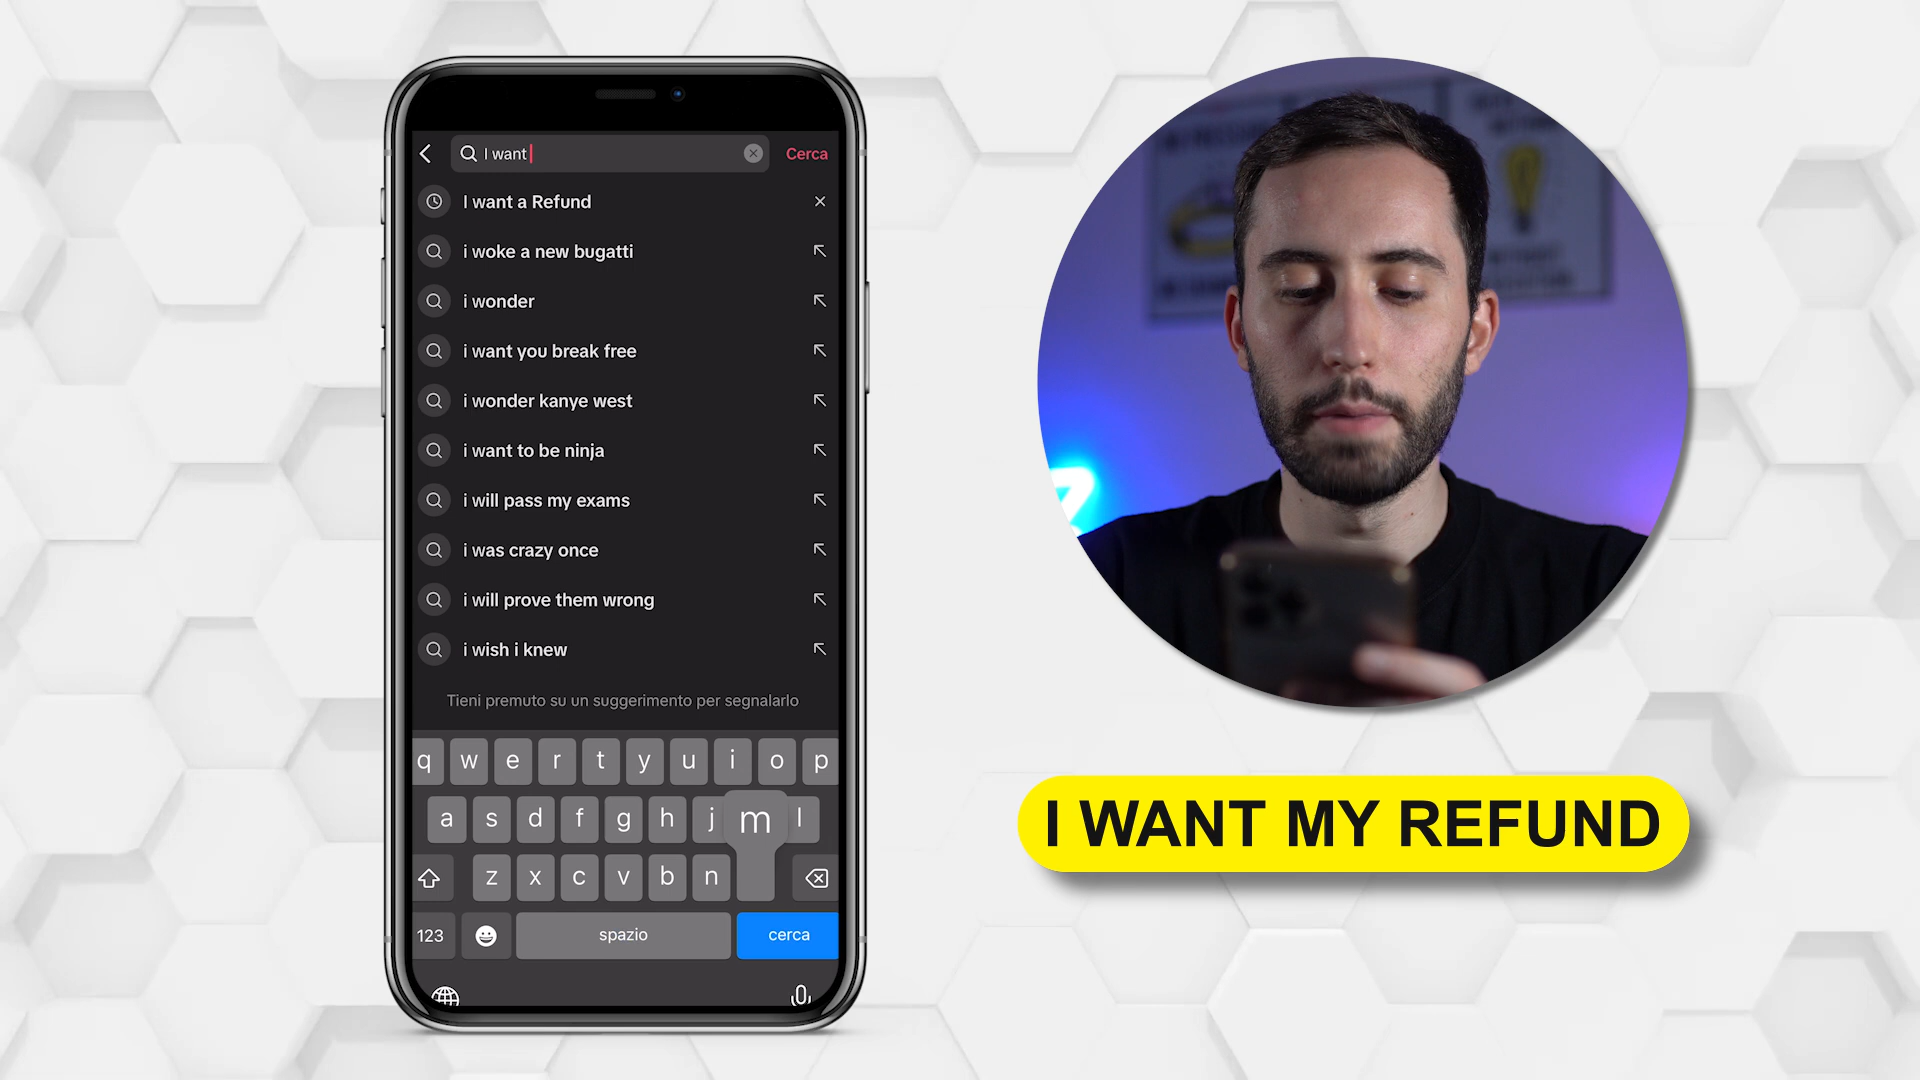 I want
Cerca
I want a Refund
i woke a new bugatti
i wonder
i want you break free
i wonder kanye west
i want to be ninja
i will pass my exams
i was crazy once
i will prove them wrong
i wish i knew
Tieni premuto su un suggerimento per segnalarlo
q w e r t y u i o p
a s d f g h j m l
z x c v b n
123 spazio cerca
I WANT MY REFUND